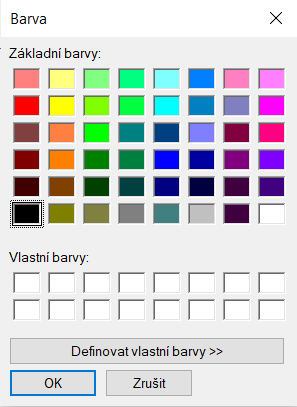 Barva
Základní barvy:
Vlastní barvy:
Definovat vlastní barvy >>
OK
Zrušit